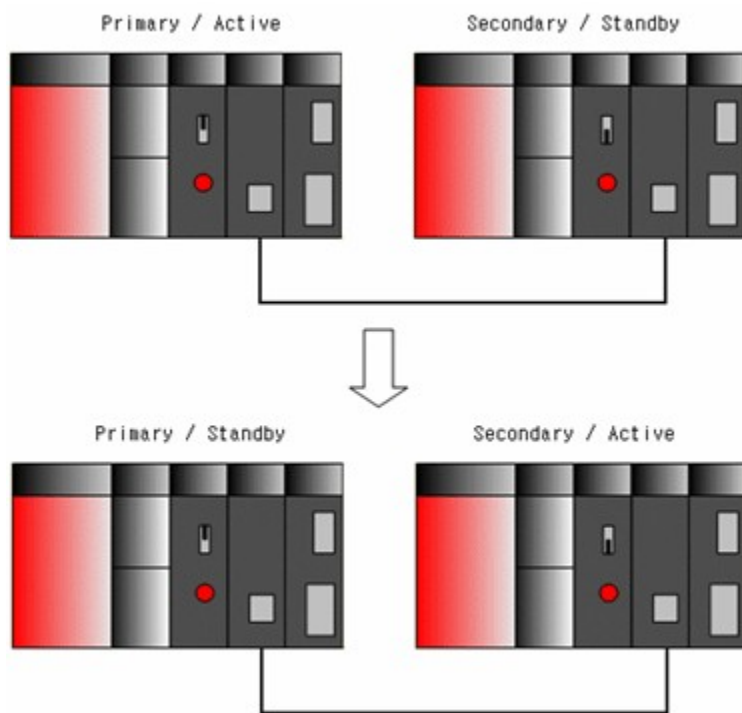 Primary / Active
Secondary / Standby
Primary / Standby
Secondary / Active